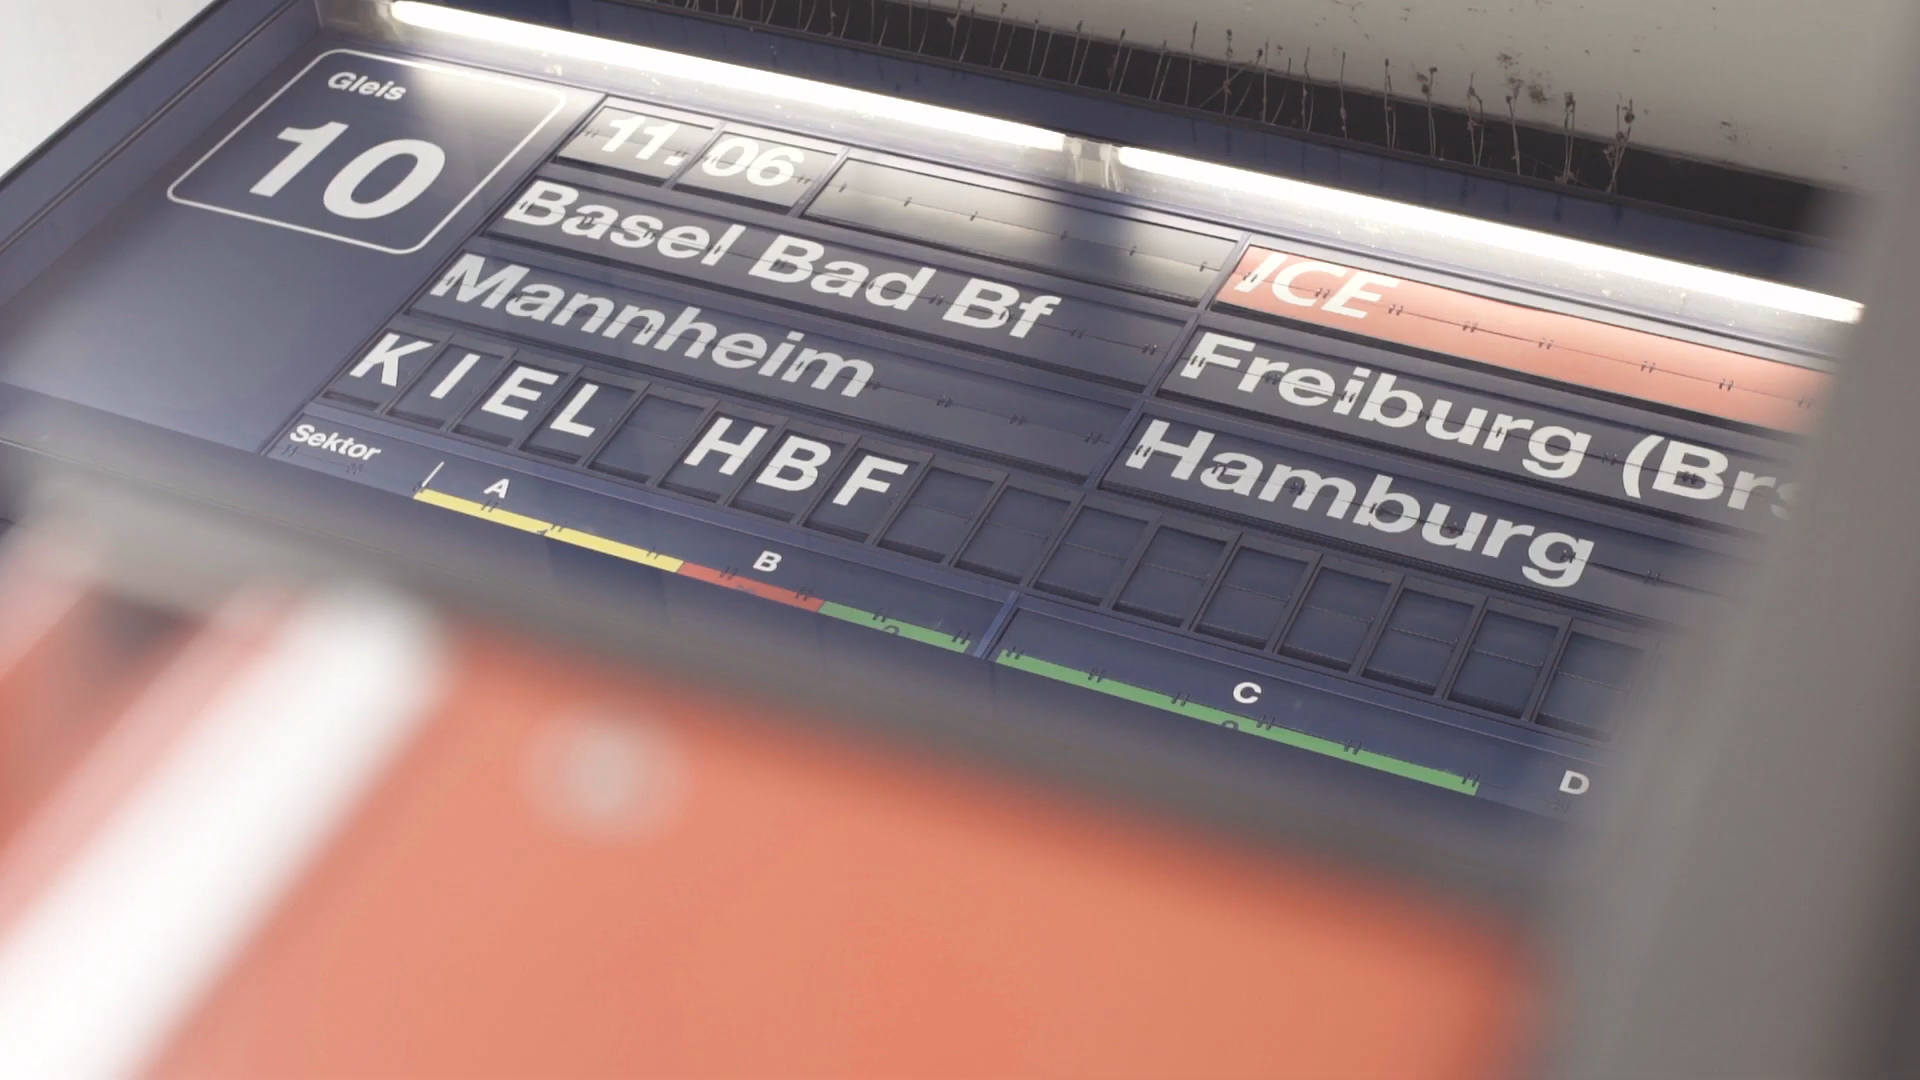 Gleis
10
11.06
ICE
Basel Bad Bf
Freiburg (Brs
Mannheim
Hamburg
KIEL HBF
Sektor
A
B
C
D